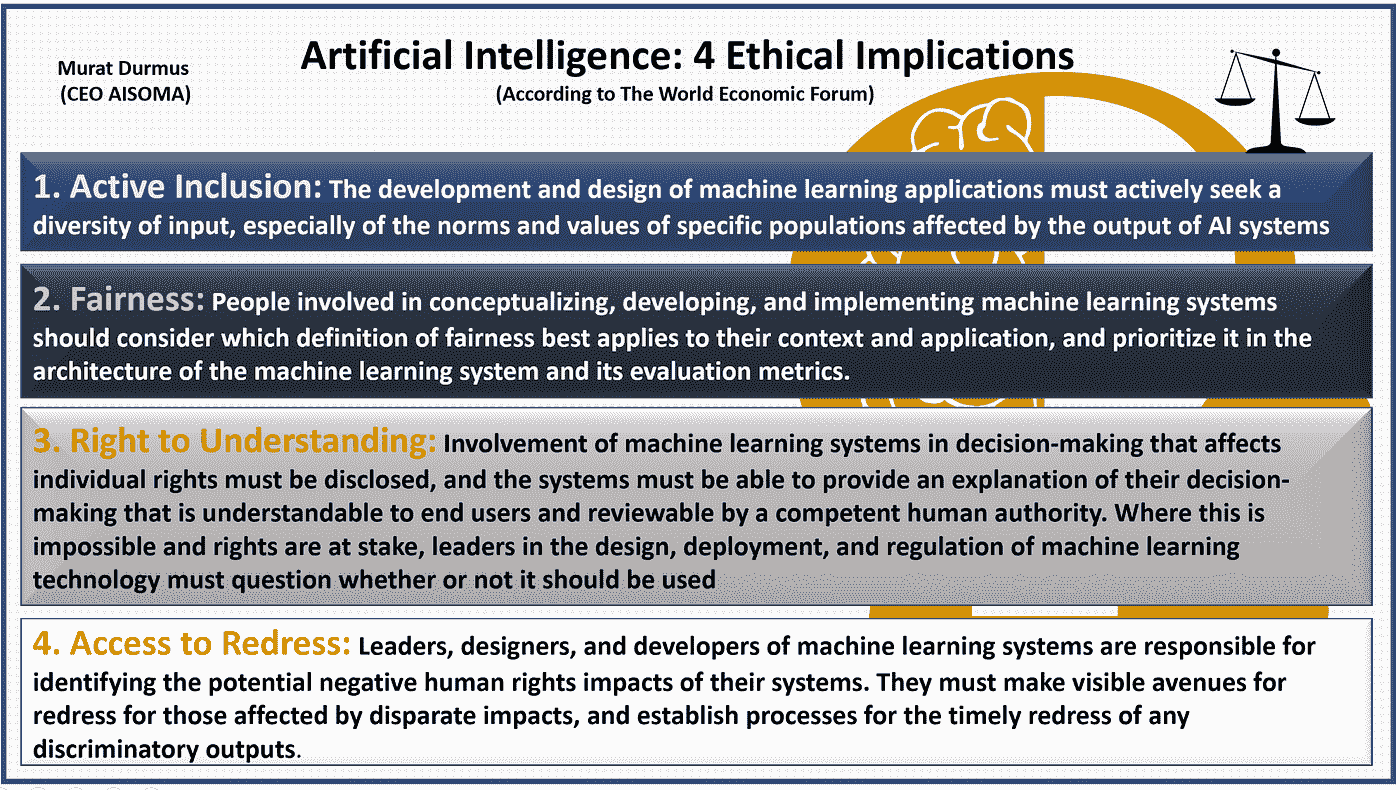 Artificial Intelligence: 4 Ethical Implications
Murat Durmus
(CEO AISOMA)
(According to The World Economic Forum)
1. Active Inclusion: The development and design of machine learning applications must actively seek a
diversity of input, especially of the norms and values of specific populations affected by the output of AI systems
2. Fairness: People involved in conceptualizing, developing, and implementing machine learning systems
should consider which definition of fairness best applies to their context and application, and prioritize it in the
architecture of the machine learning system and its evaluation metrics.
3. Right to Understanding: Involvement of machine learning systems in decision-making that affects
individual rights must be disclosed, and the systems must be able to provide an explanation of their decision-
making that is understandable to end users and reviewable by a competent human authority. Where this is
impossible and rights are at stake, leaders in the design, deployment, and regulation of machine learning
technology must question whether or not it should be used
4. Access to Redress: Leaders, designers, and developers of machine learning systems are responsible for
identifying the potential negative human rights impacts of their systems. They must make visible avenues for
redress for those affected by disparate impacts, and establish processes for the timely redress of any
discriminatory outputs.